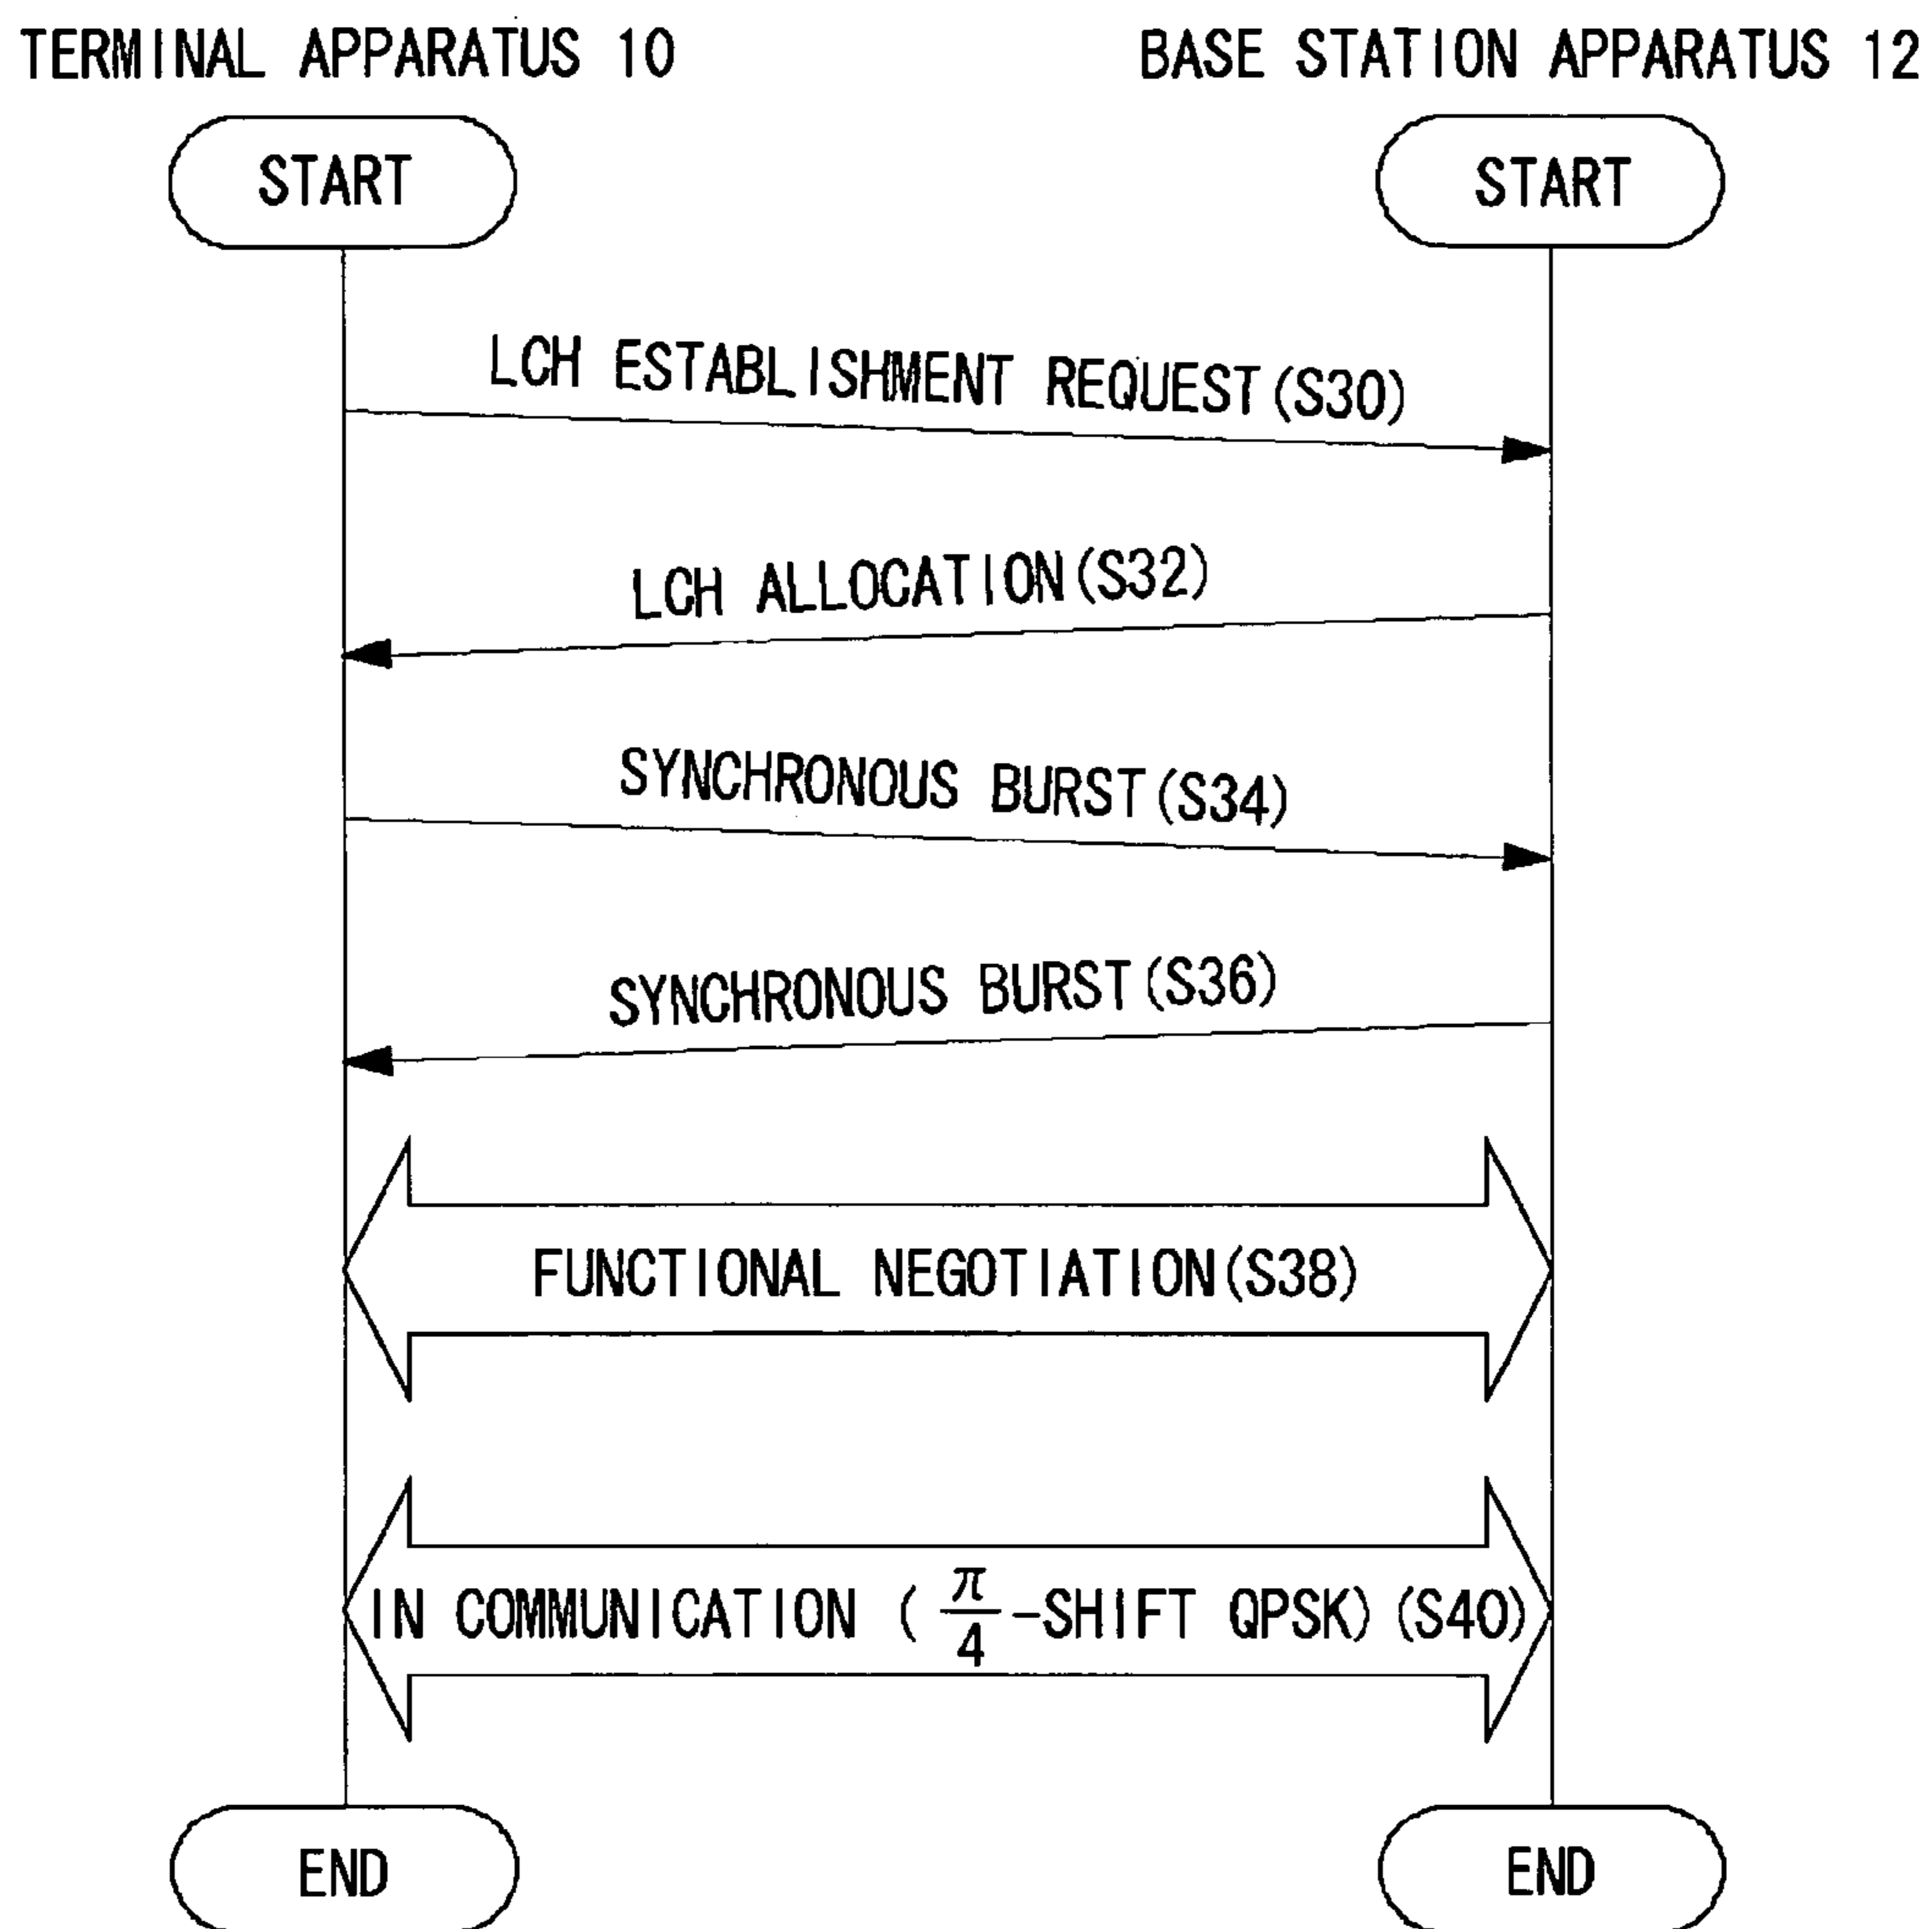 TERMINAL APPARATUS 10
BASE STATION APPARATUS 12
START
START
LCH ESTABLISHMENT REQUEST(S30)
LCH ALLOCATION(S32)
SYNCHRONOUS BURST(S34)
SYNCHRONOUS BURST(S36)
FUNCTIONAL NEGOTIATION(S38)
IN COMMUNICATION (π/4-SHIFT QPSK)(S40)
END
END